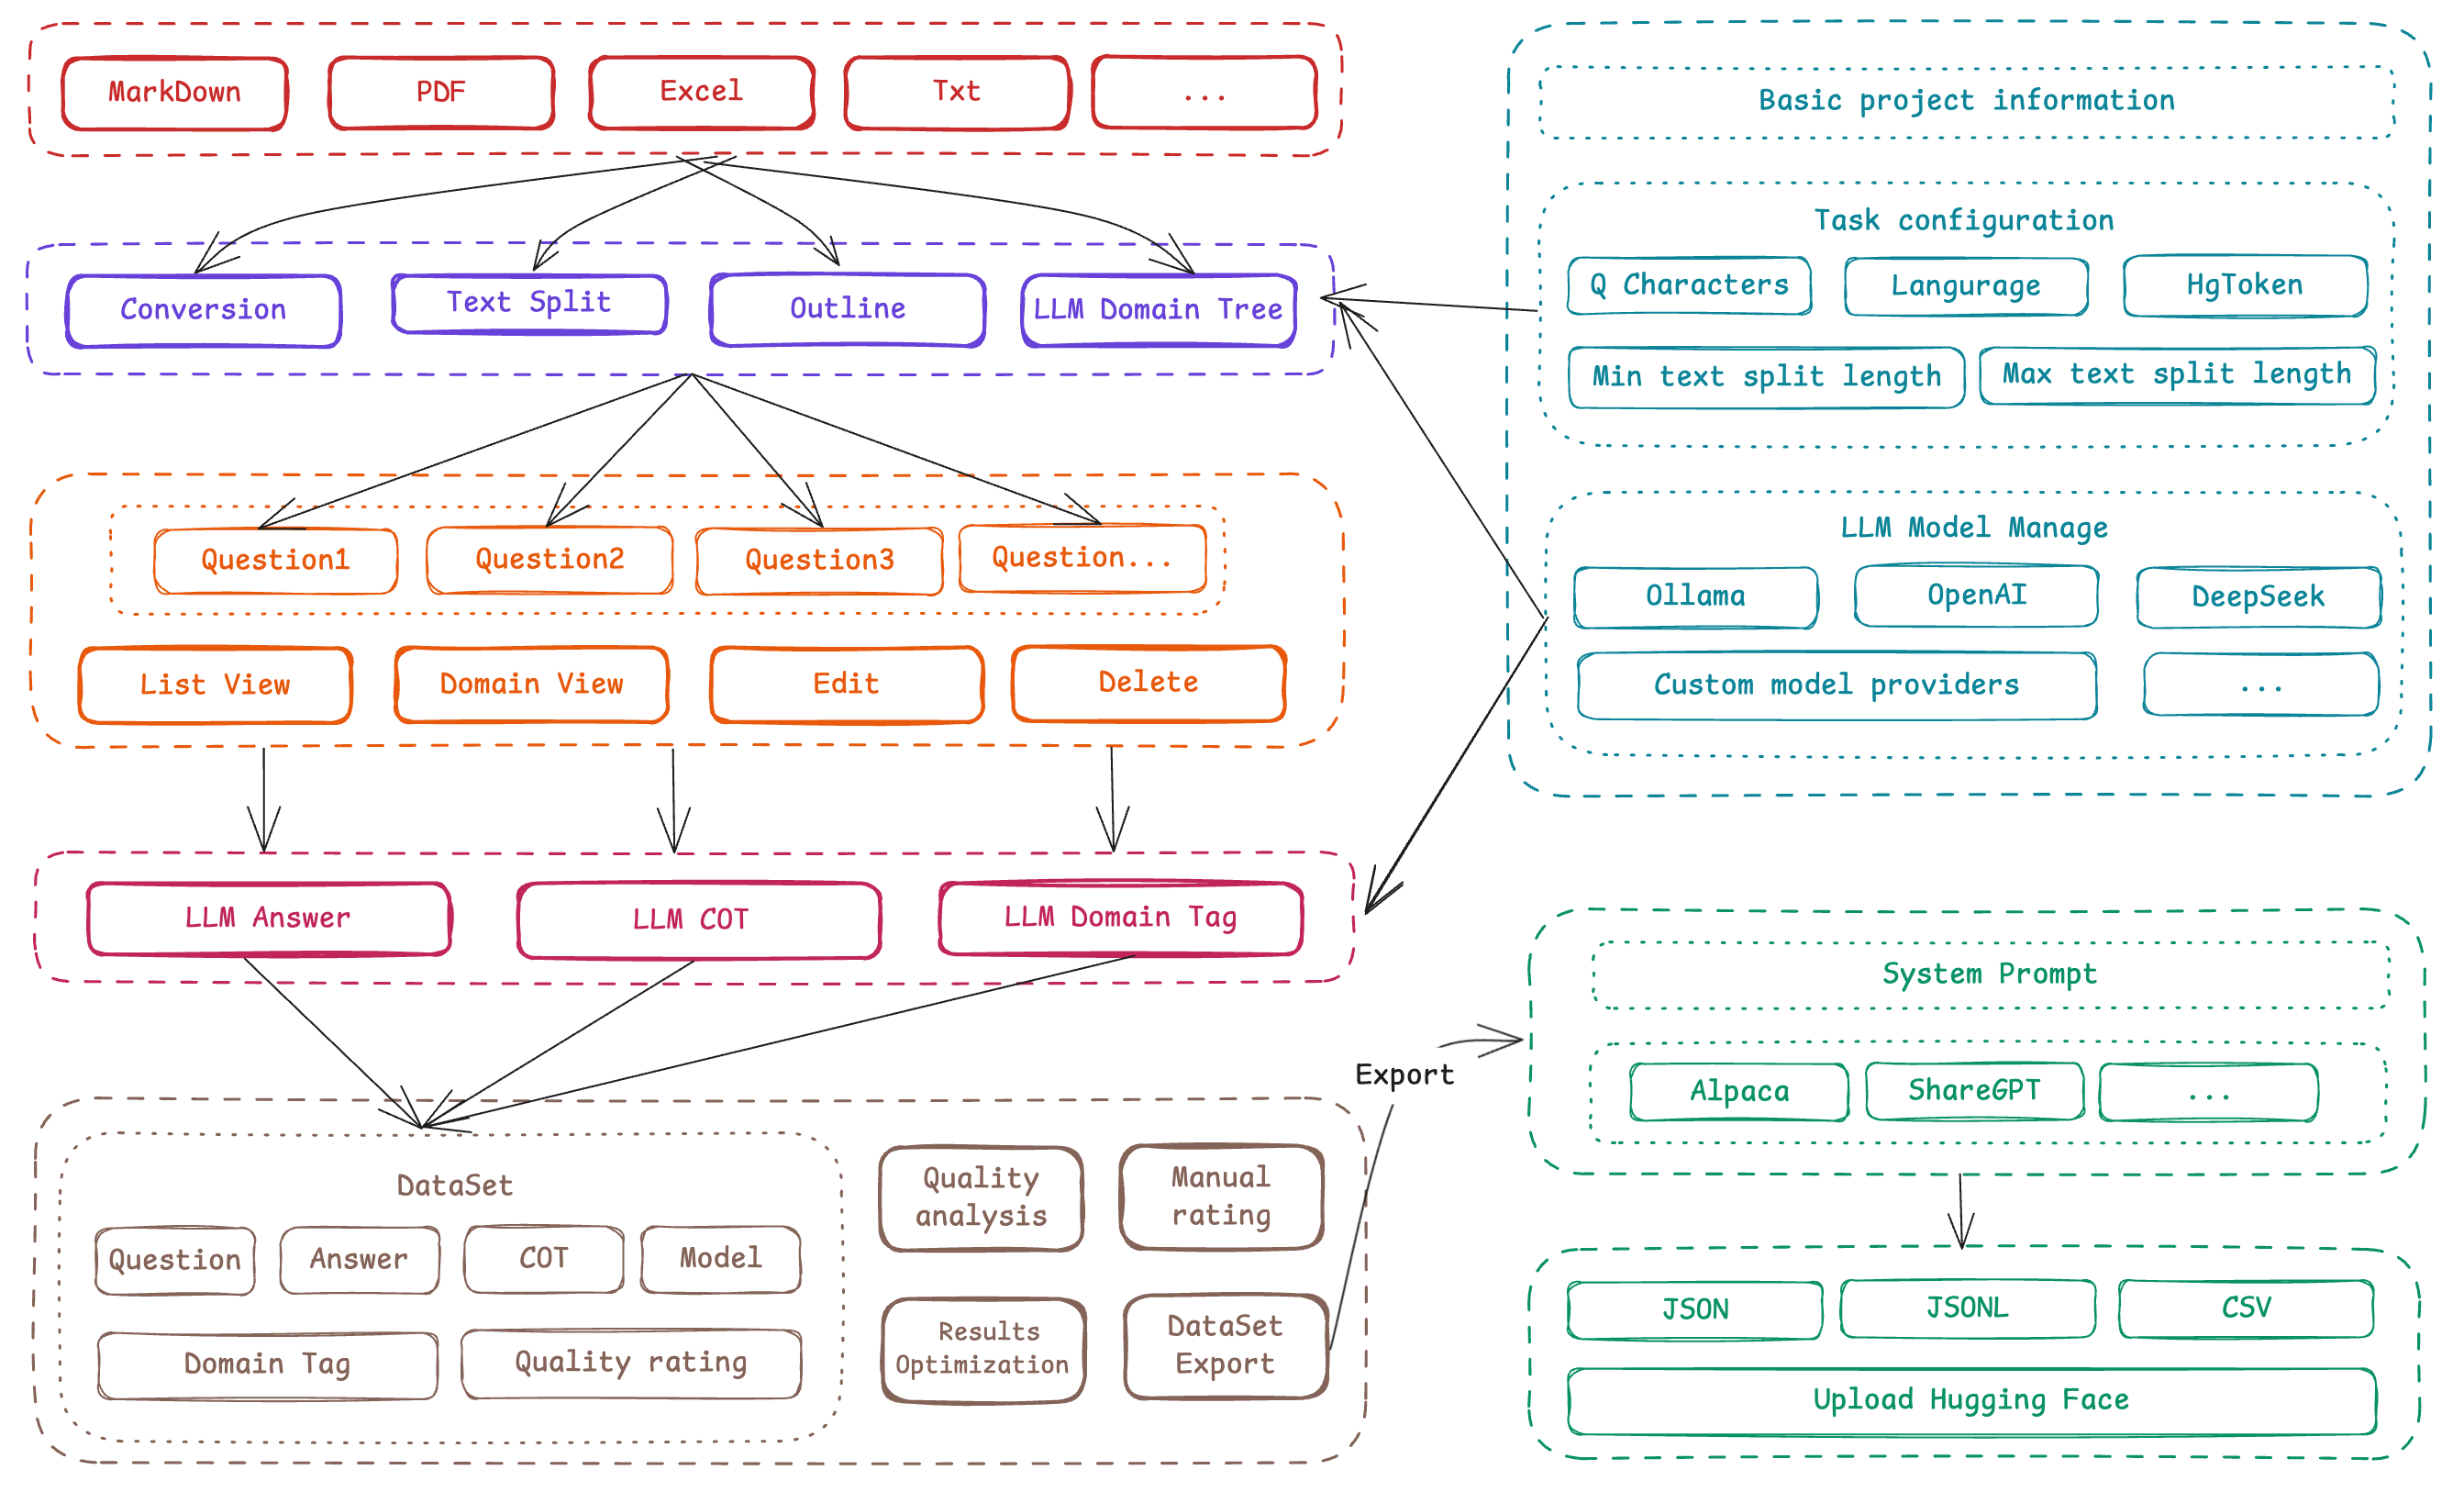 MarkDown
PDF
Excel
Txt
...
Conversion
Text Split
Outline
LLM Domain Tree
Question1
Question2
Question3
Question...
List View
Domain View
Edit
Delete
LLM Answer
LLM COT
LLM Domain Tag
DataSet
Question
Answer
COT
Model
Domain Tag
Quality rating
Quality
analysis
Manual
rating
Results
Optimization
DataSet
Export
Export
Basic project information
Task configuration
Q Characters
Langurage
HgToken
Min text split length
Max text split length
LLM Model Manage
Ollama
OpenAI
DeepSeek
Custom model providers
...
System Prompt
Alpaca
ShareGPT
...
JSON
JSONL
CSV
Upload Hugging Face